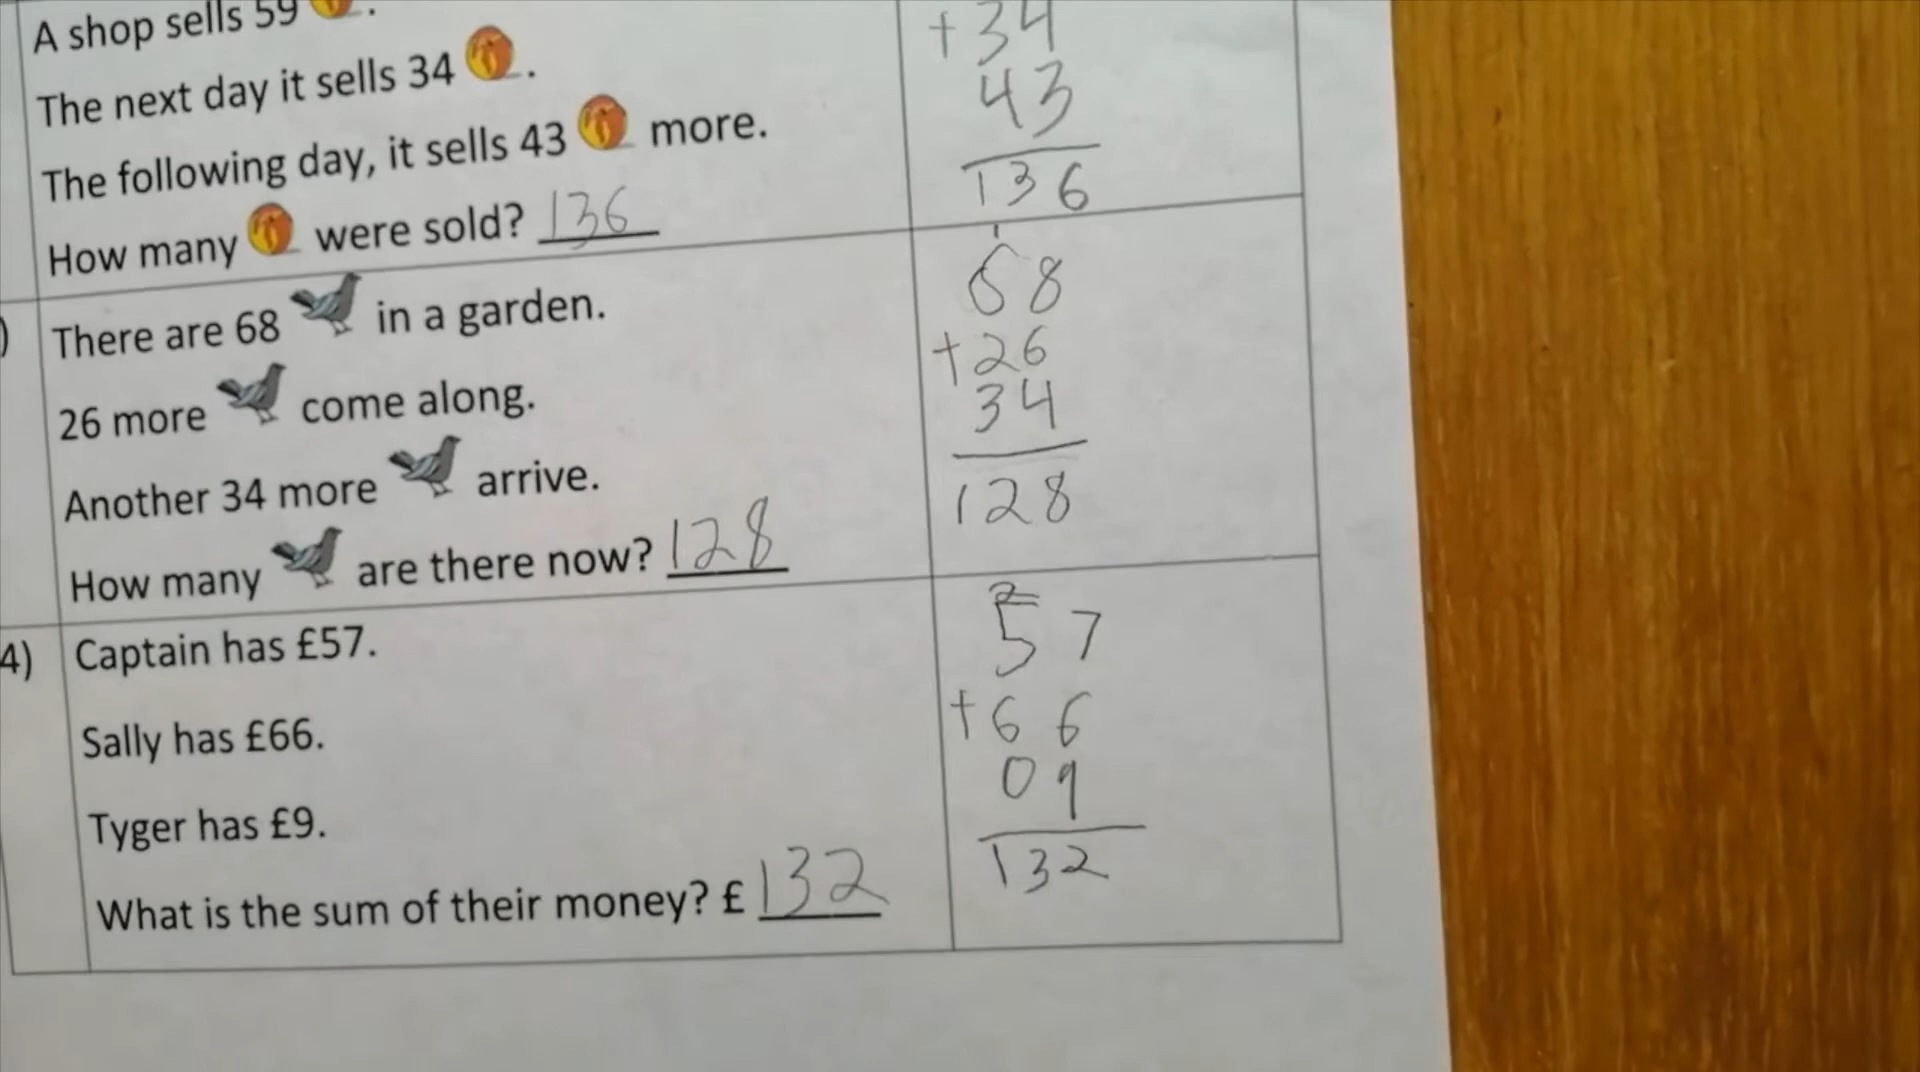 A shop sells 59 .
The next day it sells 34 .
The following day, it sells 43 more.
How many were sold? 136
+34
43
136
) There are 68 in a garden.
26 more come along.
Another 34 more arrive.
How many are there now? 128
1
68
+26
34
128
4) Captain has £57.
Sally has £66.
Tyger has £9.
What is the sum of their money? £ 132
2
57
+66
09
132